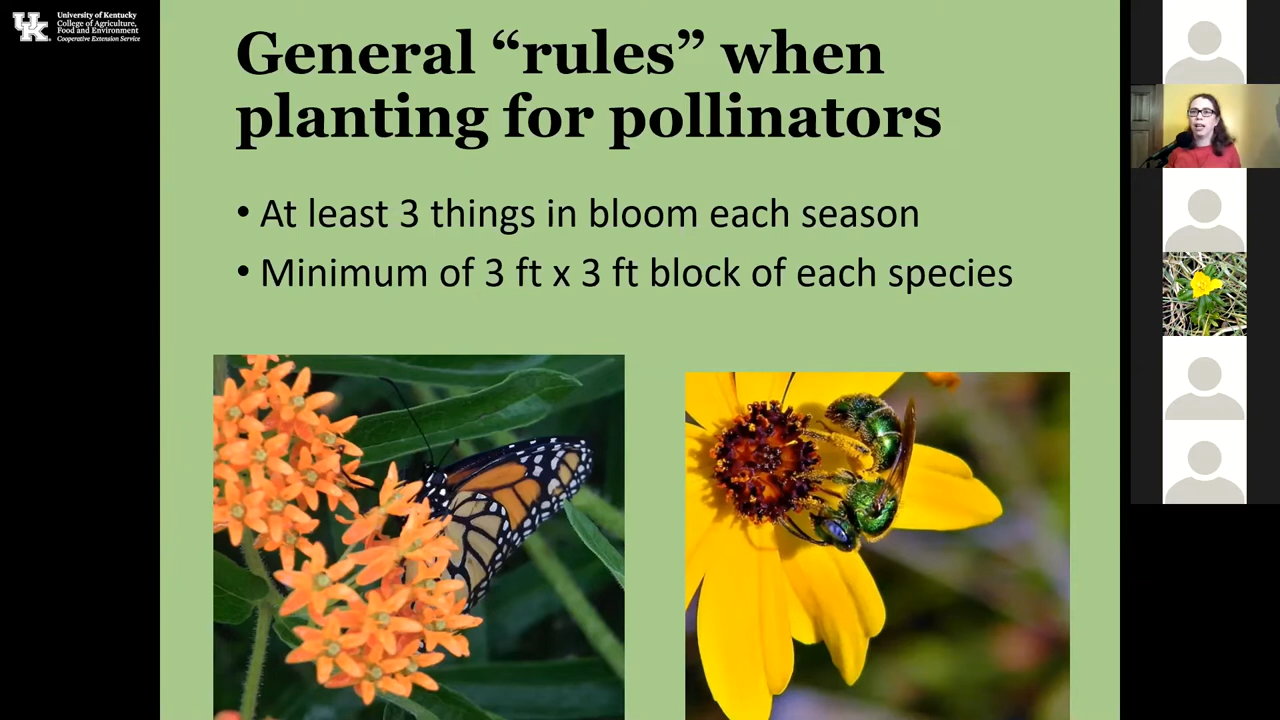 University of Kentucky
College of Agriculture,
Food and Environment
Cooperative Extension Service
UK
General “rules” when
planting for pollinators
• At least 3 things in bloom each season
• Minimum of 3 ft x 3 ft block of each species